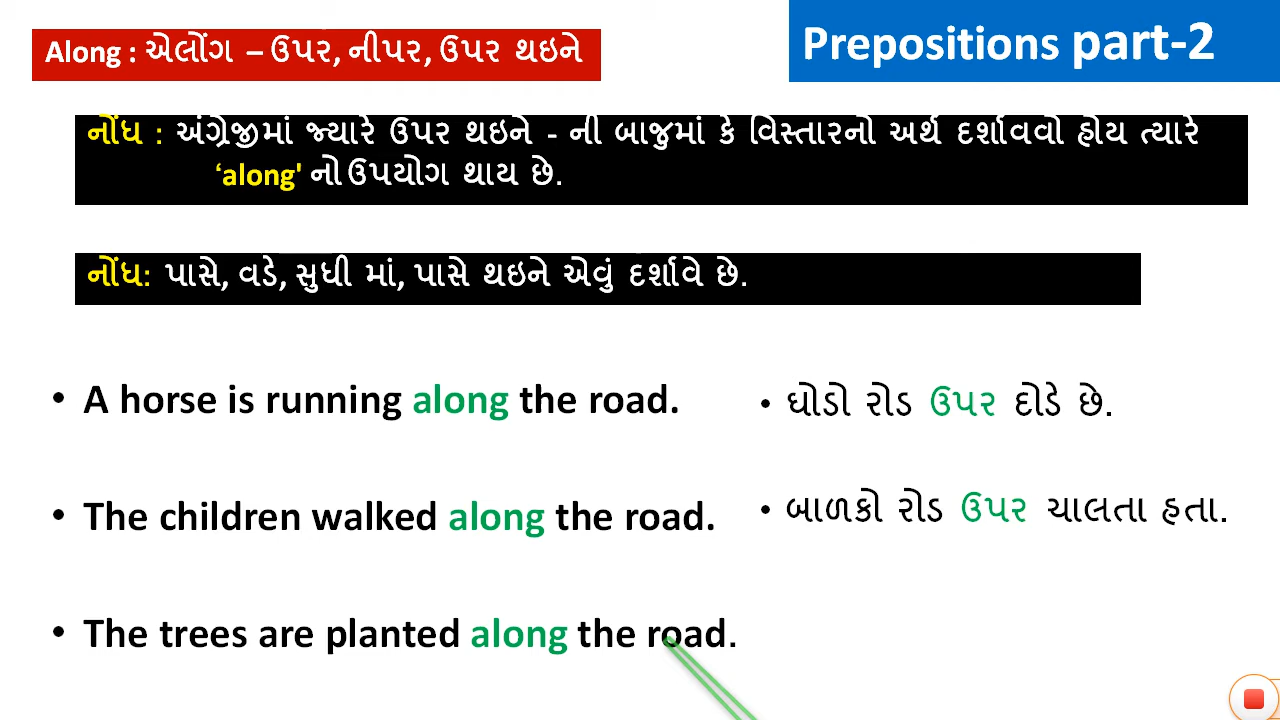 Along : એલોંગ – ઉપર, નીપર, ઉપર થઇને
Prepositions part-2
નોંધ : અંગ્રેજીમાં જ્યારે ઉપર થઇને - ની બાજુમાં કે વિસ્તારનો અર્થ દર્શાવવો હોય ત્યારે
‘along' નો ઉપયોગ થાય છે.
નોંધ: પાસે, વડે, સુધી માં, પાસે થઇને એવું દર્શાવે છે.
• A horse is running along the road.
• ઘોડો રોડ ઉપર દોડે છે.
• The children walked along the road.
• બાળકો રોડ ઉપર ચાલતા હતા.
• The trees are planted along the road.